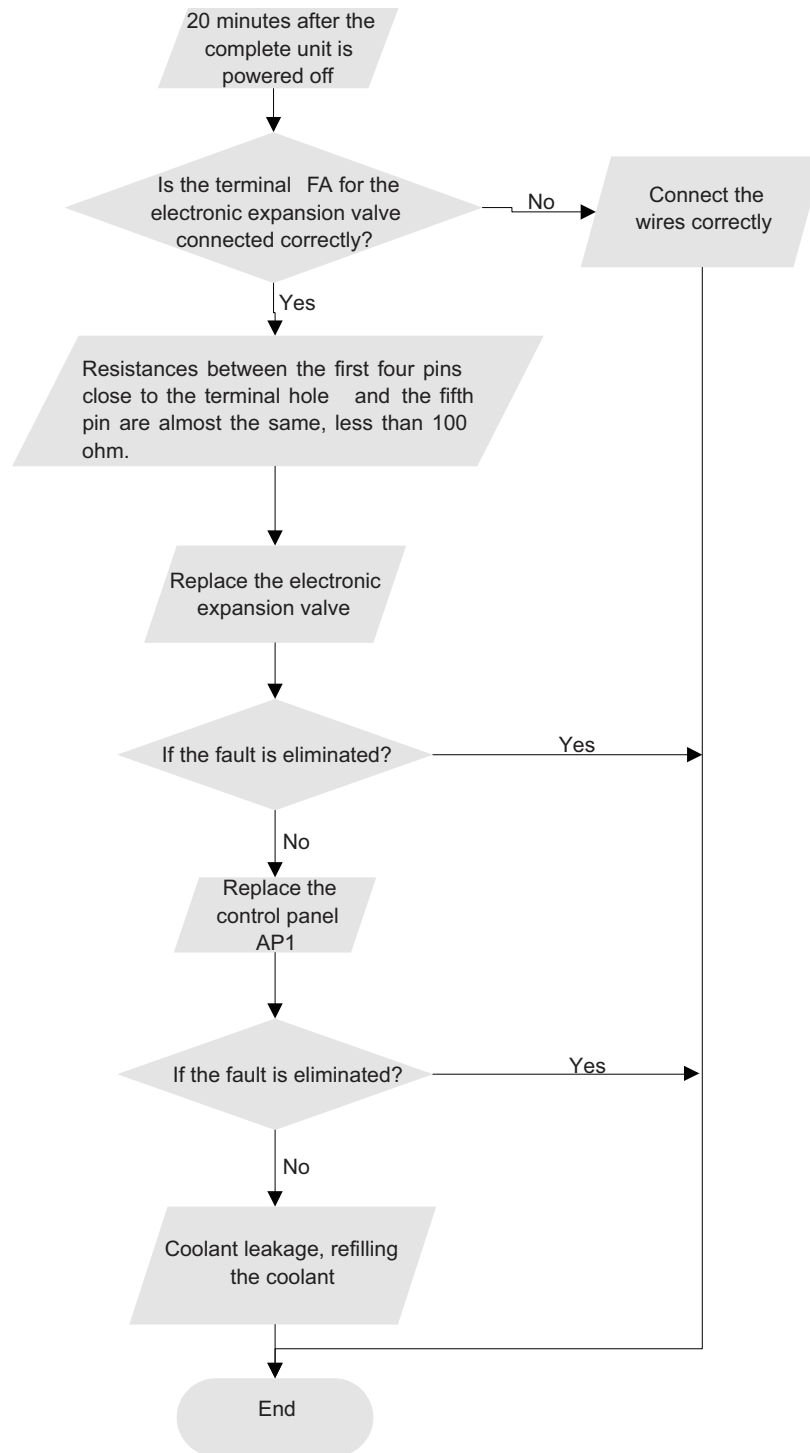 20 minutes after the
complete unit is
powered off
Is the terminal FA for the
electronic expansion valve
connected correctly?
No
Connect the
wires correctly
Yes
Resistances between the first four pins
close to the terminal hole and the fifth
pin are almost the same, less than 100
ohm.
Replace the electronic
expansion valve
If the fault is eliminated?
Yes
No
Replace the
control panel
AP1
If the fault is eliminated?
Yes
No
Coolant leakage, refilling
the coolant
End